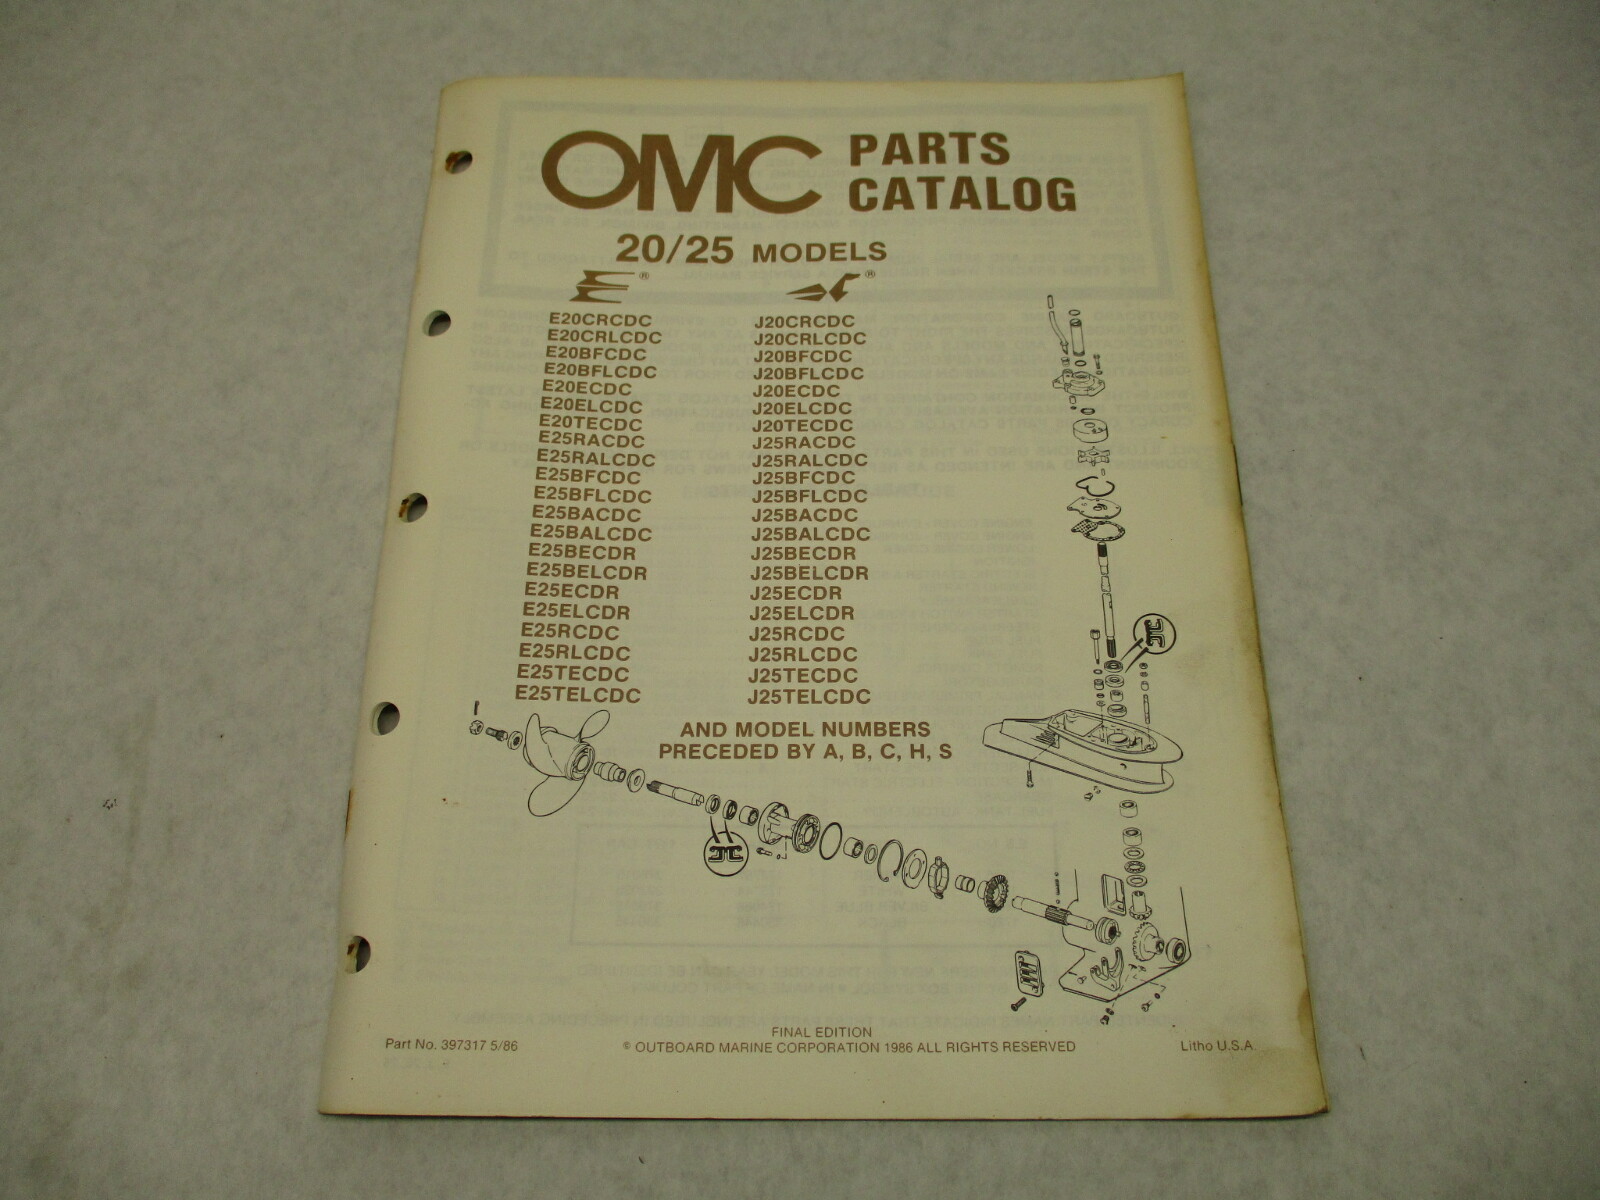 OMC PARTS
CATALOG
20/25 MODELS
® ®
E20CRCDC J20CRCDC
E20CRLCDC J20CRLCDC
E20BFCDC J20BFCDC
E20BFLCDC J20BFLCDC
E20ECDC J20ECDC
E20ELCDC J20ELCDC
E20TECDC J20TECDC
E25RACDC J25RACDC
E25RALCDC J25RALCDC
E25BFCDC J25BFCDC
E25BFLCDC J25BFLCDC
E25BACDC J25BACDC
E25BALCDC J25BALCDC
E25BECDR J25BECDR
E25BELCDR J25BELCDR
E25ECDR J25ECDR
E25ELCDR J25ELCDR
E25RCDC J25RCDC
E25RLCDC J25RLCDC
E25TECDC J25TECDC
E25TELCDC J25TELCDC
AND MODEL NUMBERS
PRECEDED BY A, B, C, H, S
FINAL EDITION
Part No. 397317 5/86 © OUTBOARD MARINE CORPORATION 1986 ALL RIGHTS RESERVED Litho U.S.A.